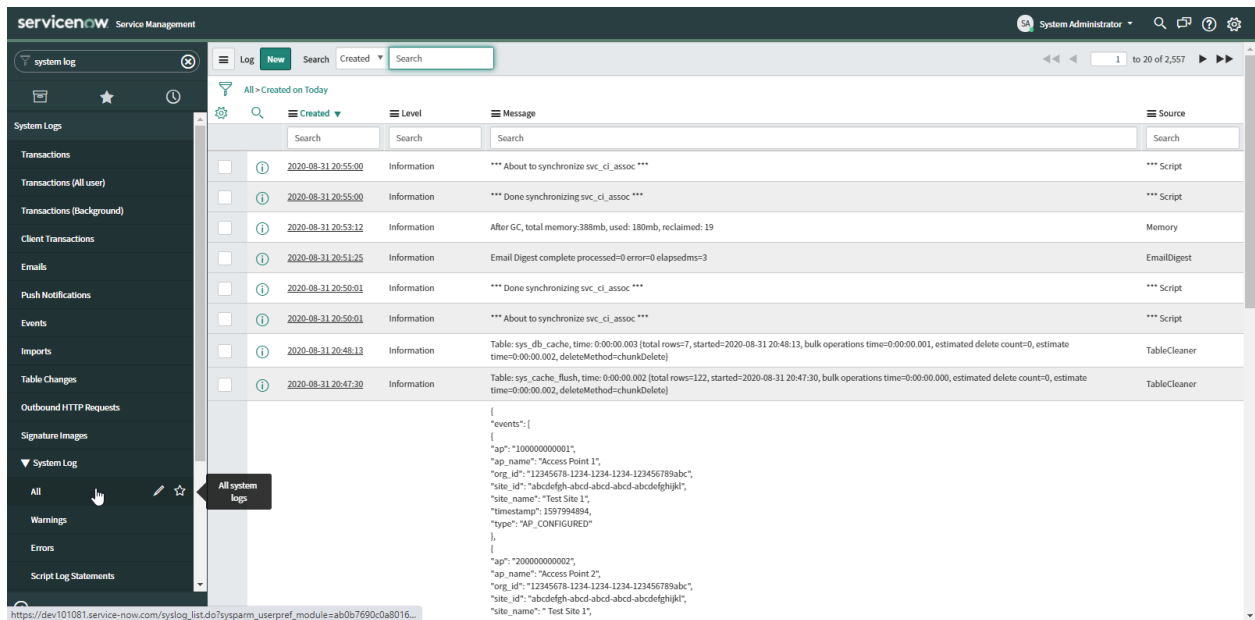 servicenow Service Management
SA System Administrator
system log
Log New Search Created Search
1 to 20 of 2,557
All > Created on Today
Created Level Message Source
Search Search Search Search
System Logs
Transactions
Transactions (All user)
Transactions (Background)
Client Transactions
Emails
Push Notifications
Events
Imports
Table Changes
Outbound HTTP Requests
Signature Images
System Log
All
All system
logs
Warnings
Errors
Script Log Statements
2020-08-31 20:55:00 Information *** About to synchronize svc_ci_assoc *** *** Script
2020-08-31 20:55:00 Information *** Done synchronizing svc_ci_assoc *** *** Script
2020-08-31 20:53:12 Information After GC, total memory:388mb, used: 180mb, reclaimed: 19 Memory
2020-08-31 20:51:25 Information Email Digest complete processed=0 error=0 elapsedms=3 EmailDigest
2020-08-31 20:50:01 Information *** Done synchronizing svc_ci_assoc *** *** Script
2020-08-31 20:50:01 Information *** About to synchronize svc_ci_assoc *** *** Script
2020-08-31 20:48:13 Information Table: sys_db_cache, time: 0:00:00.003 {total rows=7, started=2020-08-31 20:48:13, bulk operations time=0:00:00.001, estimated delete count=0, estimate
time=0:00:00.002, deleteMethod=chunkDelete} TableCleaner
2020-08-31 20:47:30 Information Table: sys_cache_flush, time: 0:00:00.002 {total rows=122, started=2020-08-31 20:47:30, bulk operations time=0:00:00.000, estimated delete count=0, estimate
time=0:00:00.002, deleteMethod=chunkDelete} TableCleaner
{
"events": [
{
"ap": "100000000001",
"ap_name": "Access Point 1",
"org_id": "12345678-1234-1234-1234-123456789abc",
"site_id": "abcdefgh-abcd-abcd-abcd-abcdefghijkl",
"site_name": "Test Site 1",
"timestamp": 1597994894,
"type": "AP_CONFIGURED"
},
{
"ap": "200000000002",
"ap_name": "Access Point 2",
"org_id": "12345678-1234-1234-1234-123456789abc",
"site_id": "abcdefgh-abcd-abcd-abcd-abcdefghijkl",
"site_name": " Test Site 1",
https://dev101081.service-now.com/syslog_list.do?sysparm_userpref_module=ab0b7690c0a8016...